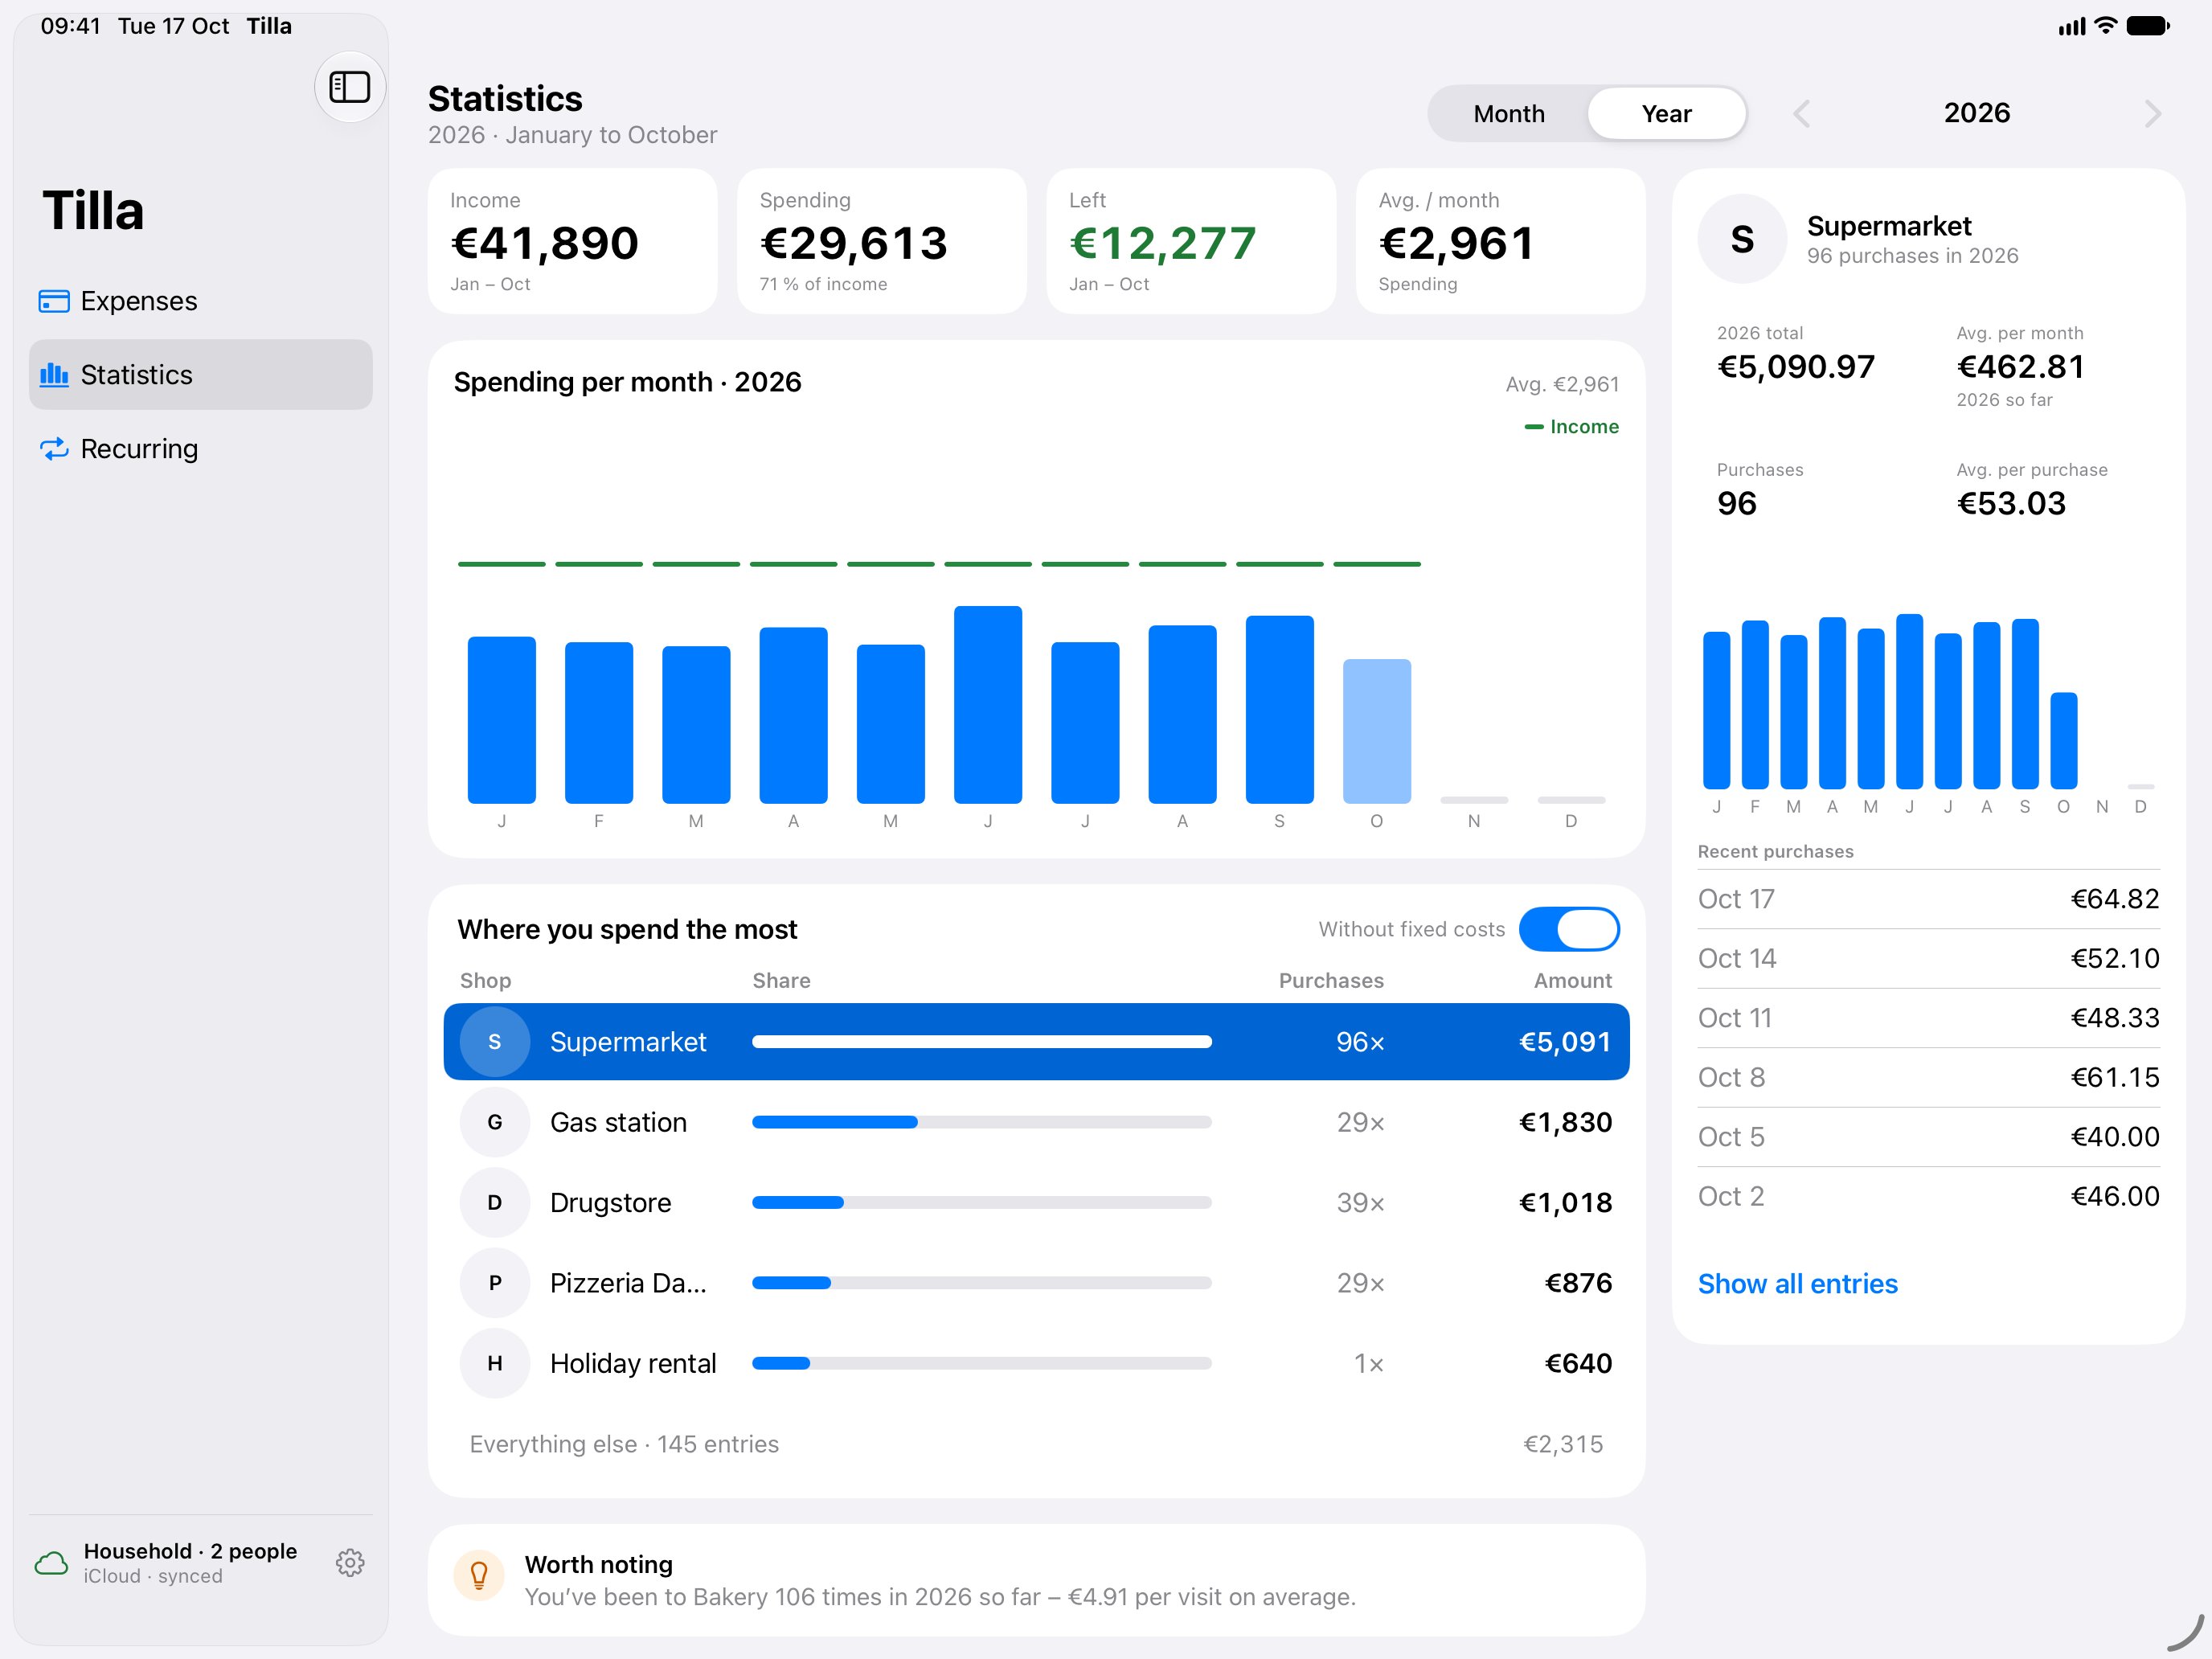 09:41 Tue 17 Oct Tilla
Tilla
Expenses
Statistics
Recurring
Household · 2 people
iCloud · synced
Statistics
2026 · January to October
Month Year
2026
Income
€41,890
Jan – Oct
Spending
€29,613
71 % of income
Left
€12,277
Jan – Oct
Avg. / month
€2,961
Spending
Spending per month · 2026
Avg. €2,961
Income
J F M A M J J A S O N D
Where you spend the most
Without fixed costs
Shop Share Purchases Amount
S Supermarket 96× €5,091
G Gas station 29× €1,830
D Drugstore 39× €1,018
P Pizzeria Da... 29× €876
H Holiday rental 1× €640
Everything else · 145 entries €2,315
Worth noting
You’ve been to Bakery 106 times in 2026 so far – €4.91 per visit on average.
S
Supermarket
96 purchases in 2026
2026 total
€5,090.97
Avg. per month
€462.81
2026 so far
Purchases
96
Avg. per purchase
€53.03
J F M A M J J A S O N D
Recent purchases
Oct 17 €64.82
Oct 14 €52.10
Oct 11 €48.33
Oct 8 €61.15
Oct 5 €40.00
Oct 2 €46.00
Show all entries